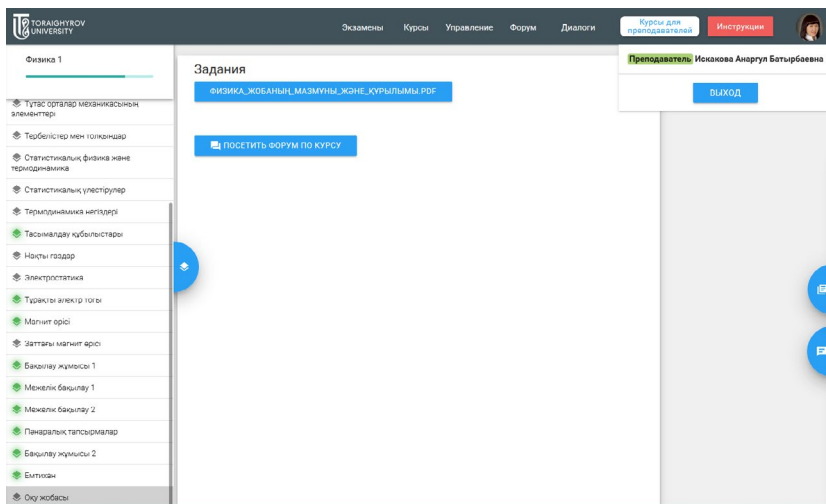 TORAIGHYROV
UNIVERSITY
Экзамены Курсы Управление Форум Диалоги
Курсы для
преподавателей
Инструкции
Преподаватель Искакова Анаргул Батырбаевна
ВЫХОД
Физика 1
Тұтас орталар механикасының
элементтері
Тербелістер мен толқындар
Статистикалық физика және
термодинамика
Статистикалық үлестірулер
Термодинамика негіздері
Тасымалдау құбылыстары
Нақты газдар
Электростатика
Тұрақты электр тогы
Магнит өрісі
Заттағы магнит өрісі
Бақылау жұмысы 1
Межелік бақылау 1
Межелік бақылау 2
Пәнаралық тапсырмалар
Бақылау жұмысы 2
Емтихан
Оқу жобасы
Задания
ФИЗИКА_ЖОБАНЫҢ_МАЗМҰНЫ_ЖӘНЕ_ҚҰРЫЛЫМЫ.PDF
ПОСЕТИТЬ ФОРУМ ПО КУРСУ